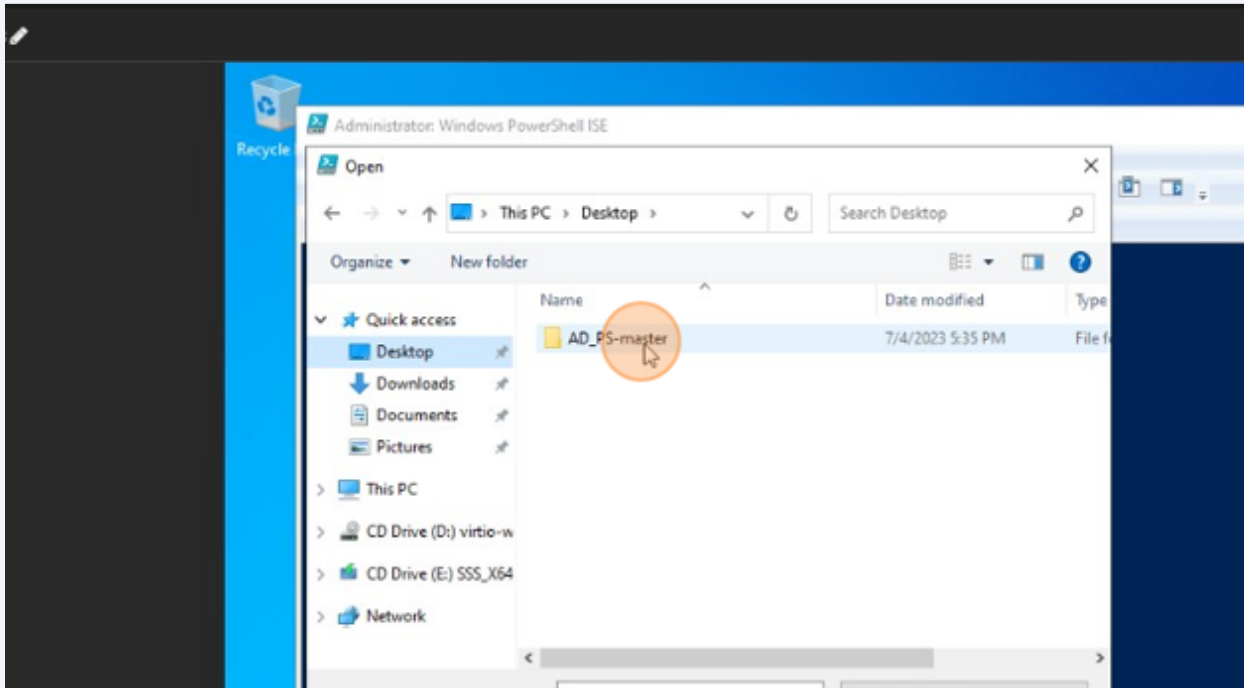 Recycle
Administrator: Windows PowerShell ISE
Open
This PC > Desktop >
Search Desktop
Organize
New folder
Name
Date modified
Type
Quick access
AD_PS-master
7/4/2023 5:35 PM
File f
Desktop
Downloads
Documents
Pictures
This PC
CD Drive (D:) virtio-w
CD Drive (E:) SSS_X64
Network